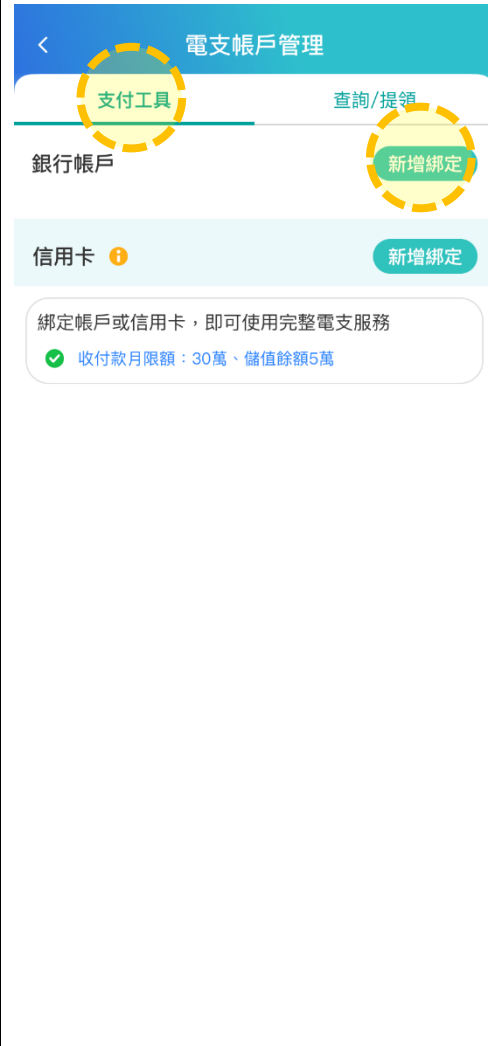 電支帳戶管理
支付工具
查詢/提領
銀行帳戶
新增綁定
信用卡
新增綁定
綁定帳戶或信用卡，即可使用完整電支服務
收付款月限額：30萬、儲值餘額5萬